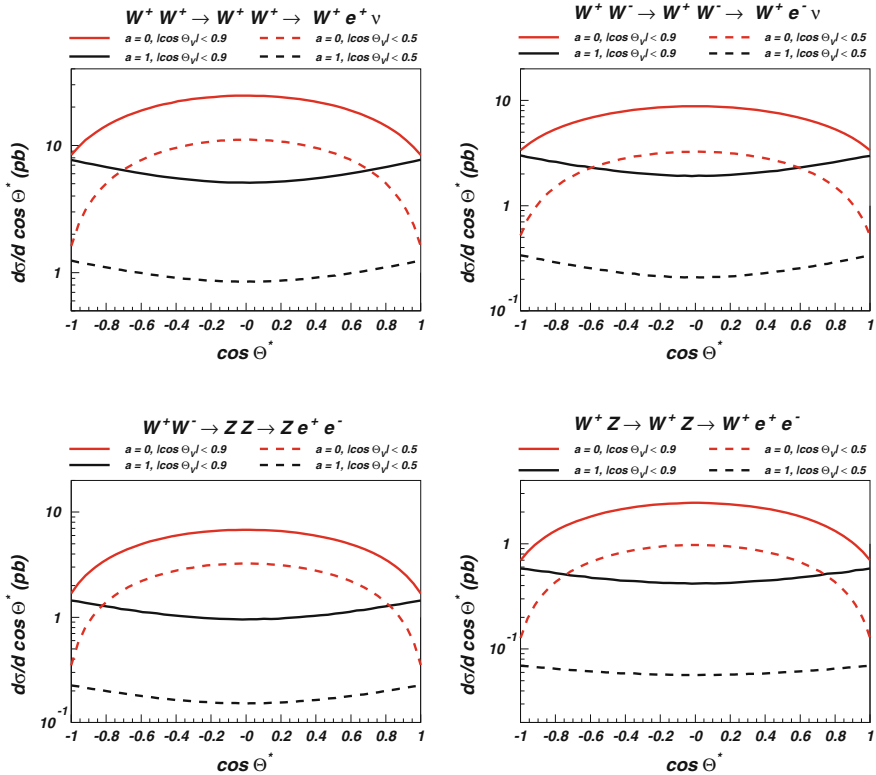 W⁺ W⁺ → W⁺ W⁺ → W⁺ e⁺ ν
a = 0, |cos Θ_V| < 0.9 a = 0, |cos Θ_V| < 0.5
a = 1, |cos Θ_V| < 0.9 a = 1, |cos Θ_V| < 0.5
dσ/d cos Θ* (pb)
10
1
-1 -0.8 -0.6 -0.4 -0.2 -0 0.2 0.4 0.6 0.8 1
cos Θ*
W⁺ W⁻ → W⁺ W⁻ → W⁺ e⁻ ν
a = 0, |cos Θ_V| < 0.9 a = 0, |cos Θ_V| < 0.5
a = 1, |cos Θ_V| < 0.9 a = 1, |cos Θ_V| < 0.5
dσ/d cos Θ* (pb)
10
1
10⁻¹
-1 -0.8 -0.6 -0.4 -0.2 -0 0.2 0.4 0.6 0.8 1
cos Θ*
W⁺W⁻ → Z Z → Z e⁺ e⁻
a = 0, |cos Θ_V| < 0.9 a = 0, |cos Θ_V| < 0.5
a = 1, |cos Θ_V| < 0.9 a = 1, |cos Θ_V| < 0.5
dσ/d cos Θ* (pb)
10
1
10⁻¹
-1 -0.8 -0.6 -0.4 -0.2 -0 0.2 0.4 0.6 0.8 1
cos Θ*
W⁺ Z → W⁺ Z → W⁺ e⁺ e⁻
a = 0, |cos Θ_V| < 0.9 a = 0, |cos Θ_V| < 0.5
a = 1, |cos Θ_V| < 0.9 a = 1, |cos Θ_V| < 0.5
dσ/d cos Θ* (pb)
1
10⁻¹
-1 -0.8 -0.6 -0.4 -0.2 -0 0.2 0.4 0.6 0.8 1
cos Θ*